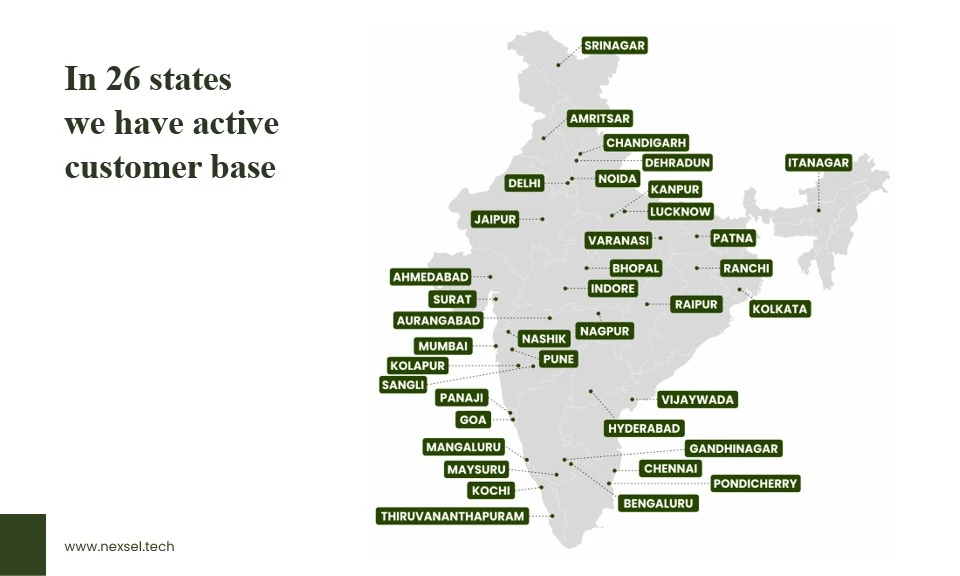 In 26 states
we have active
customer base
SRINAGAR
AMRITSAR
CHANDIGARH
DEHRADUN
ITANAGAR
DELHI
NOIDA
KANPUR
JAIPUR
LUCKNOW
VARANASI
PATNA
AHMEDABAD
BHOPAL
RANCHI
SURAT
INDORE
RAIPUR
KOLKATA
AURANGABAD
NAGPUR
NASHIK
MUMBAI
PUNE
KOLAPUR
SANGLI
PANAJI
VIJAYWADA
GOA
HYDERABAD
MANGALURU
GANDHINAGAR
MAYSURU
CHENNAI
KOCHI
PONDICHERRY
BENGALURU
THIRUVANANTHAPURAM
www.nexsel.tech